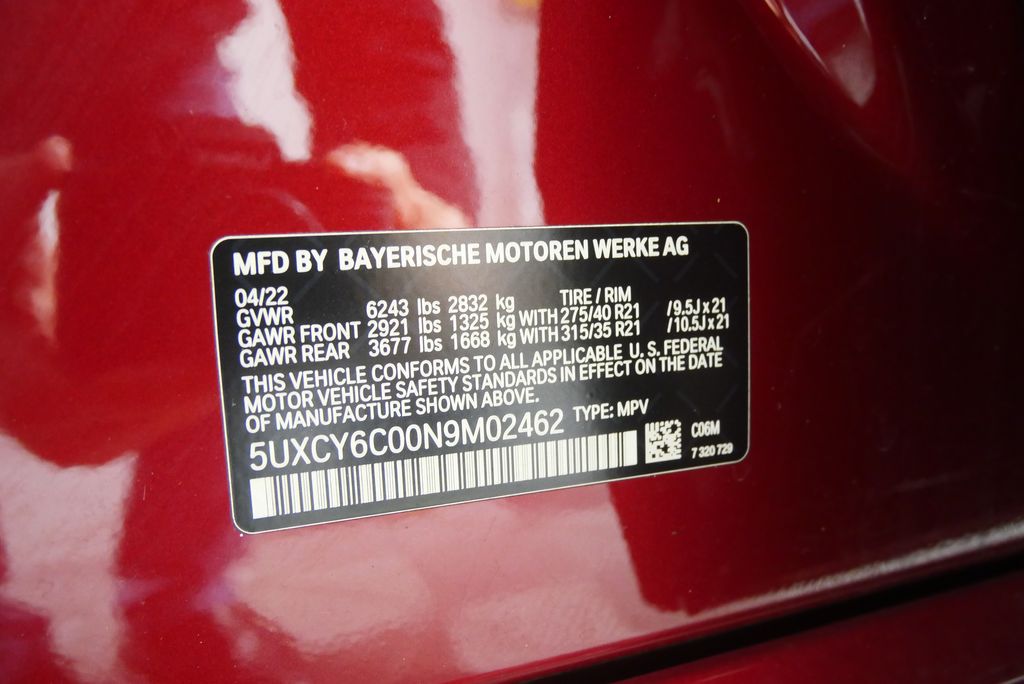 MFD BY BAYERISCHE MOTOREN WERKE AG
04/22 TIRE / RIM
GVWR 6243 lbs 2832 kg
GAWR FRONT 2921 lbs 1325 kg WITH 275/40 R21 /9.5J x 21
GAWR REAR 3677 lbs 1668 kg WITH 315/35 R21 /10.5J x 21
THIS VEHICLE CONFORMS TO ALL APPLICABLE U. S. FEDERAL
MOTOR VEHICLE SAFETY STANDARDS IN EFFECT ON THE DATE
OF MANUFACTURE SHOWN ABOVE.
5UXCY6C00N9M02462 TYPE: MPV
C06M
7 320 729